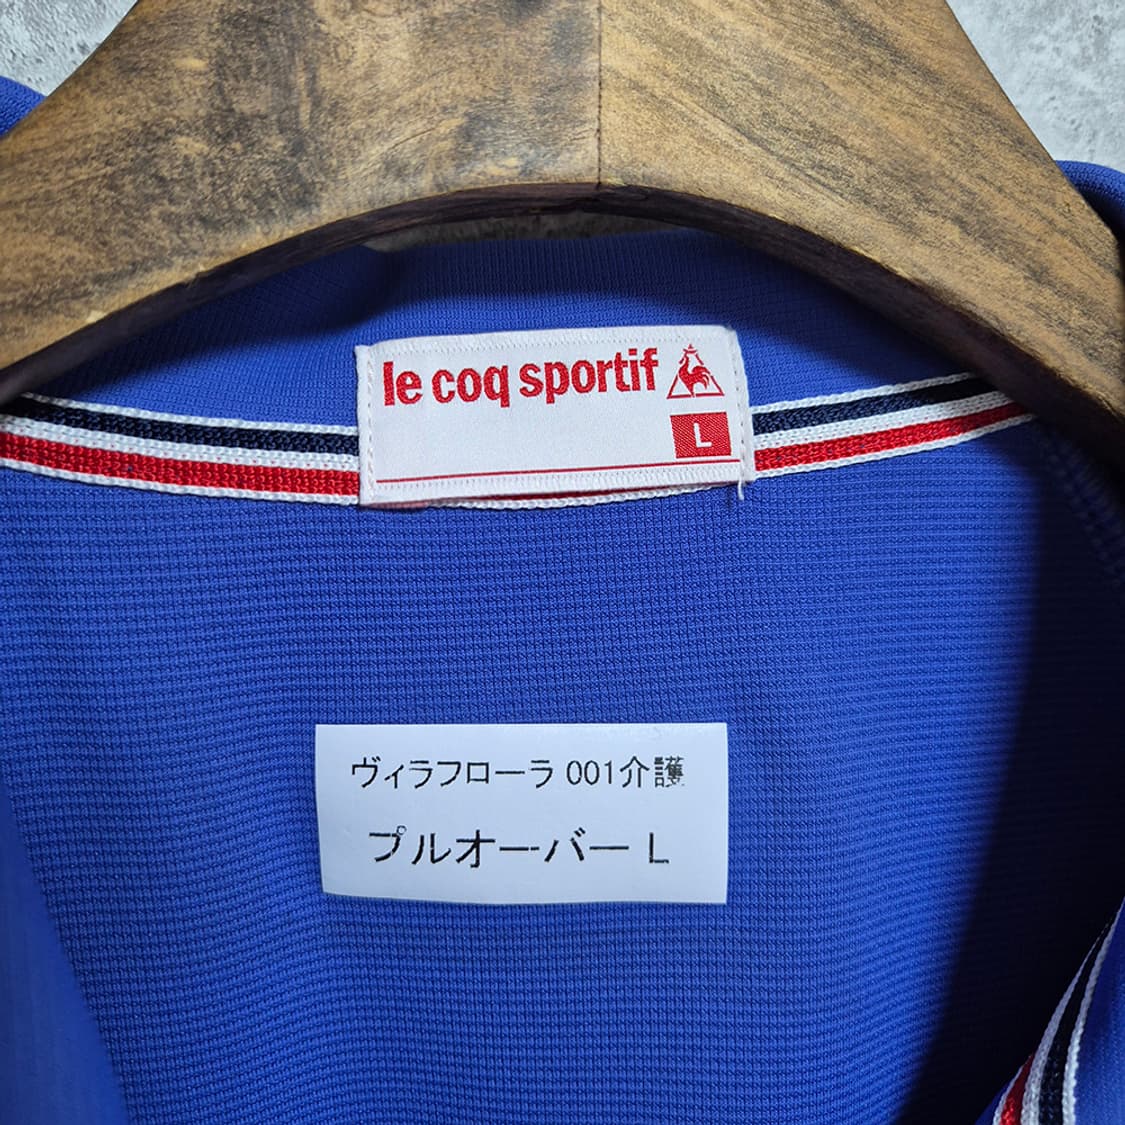 le coq sportif
L
ヴィラフローラ 001介護
プルオーバー L